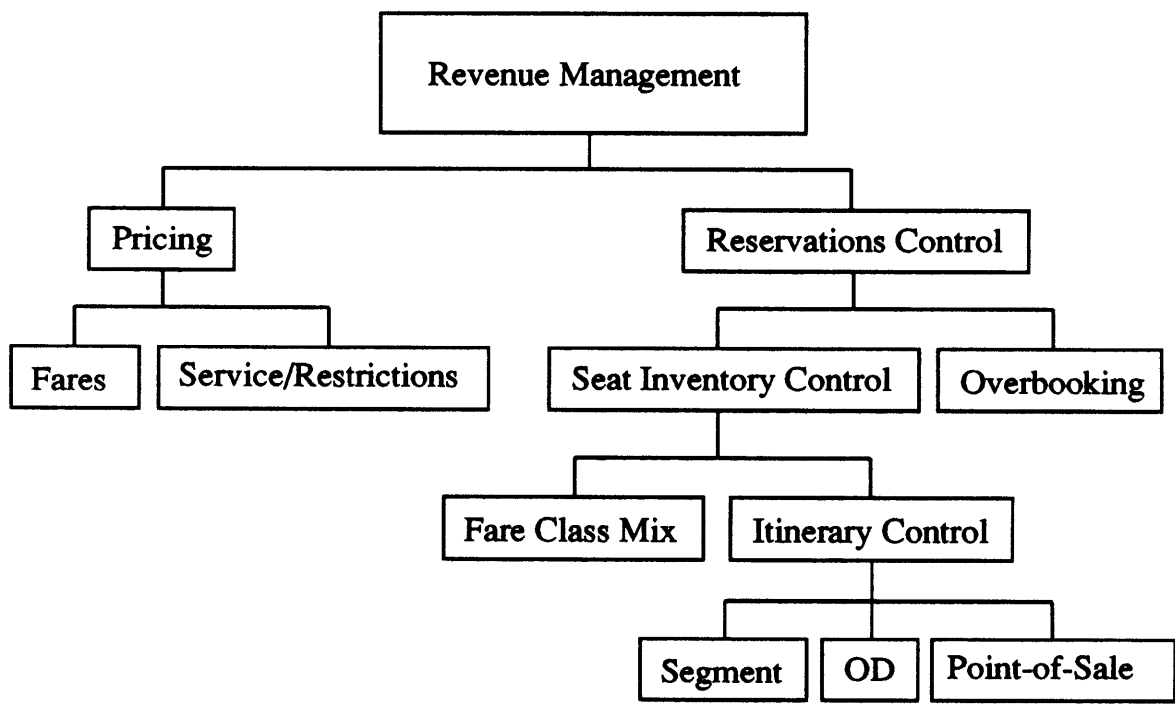 Revenue Management
Pricing
Reservations Control
Fares
Service/Restrictions
Seat Inventory Control
Overbooking
Fare Class Mix
Itinerary Control
Segment
OD
Point-of-Sale